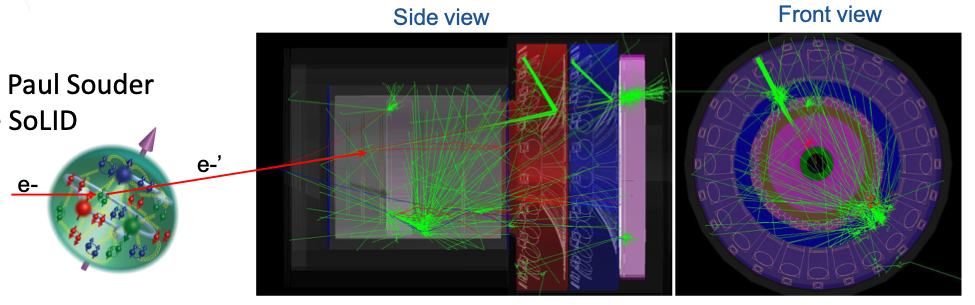 Side view
Front view
Paul Souder
SoLID
e-
e-’